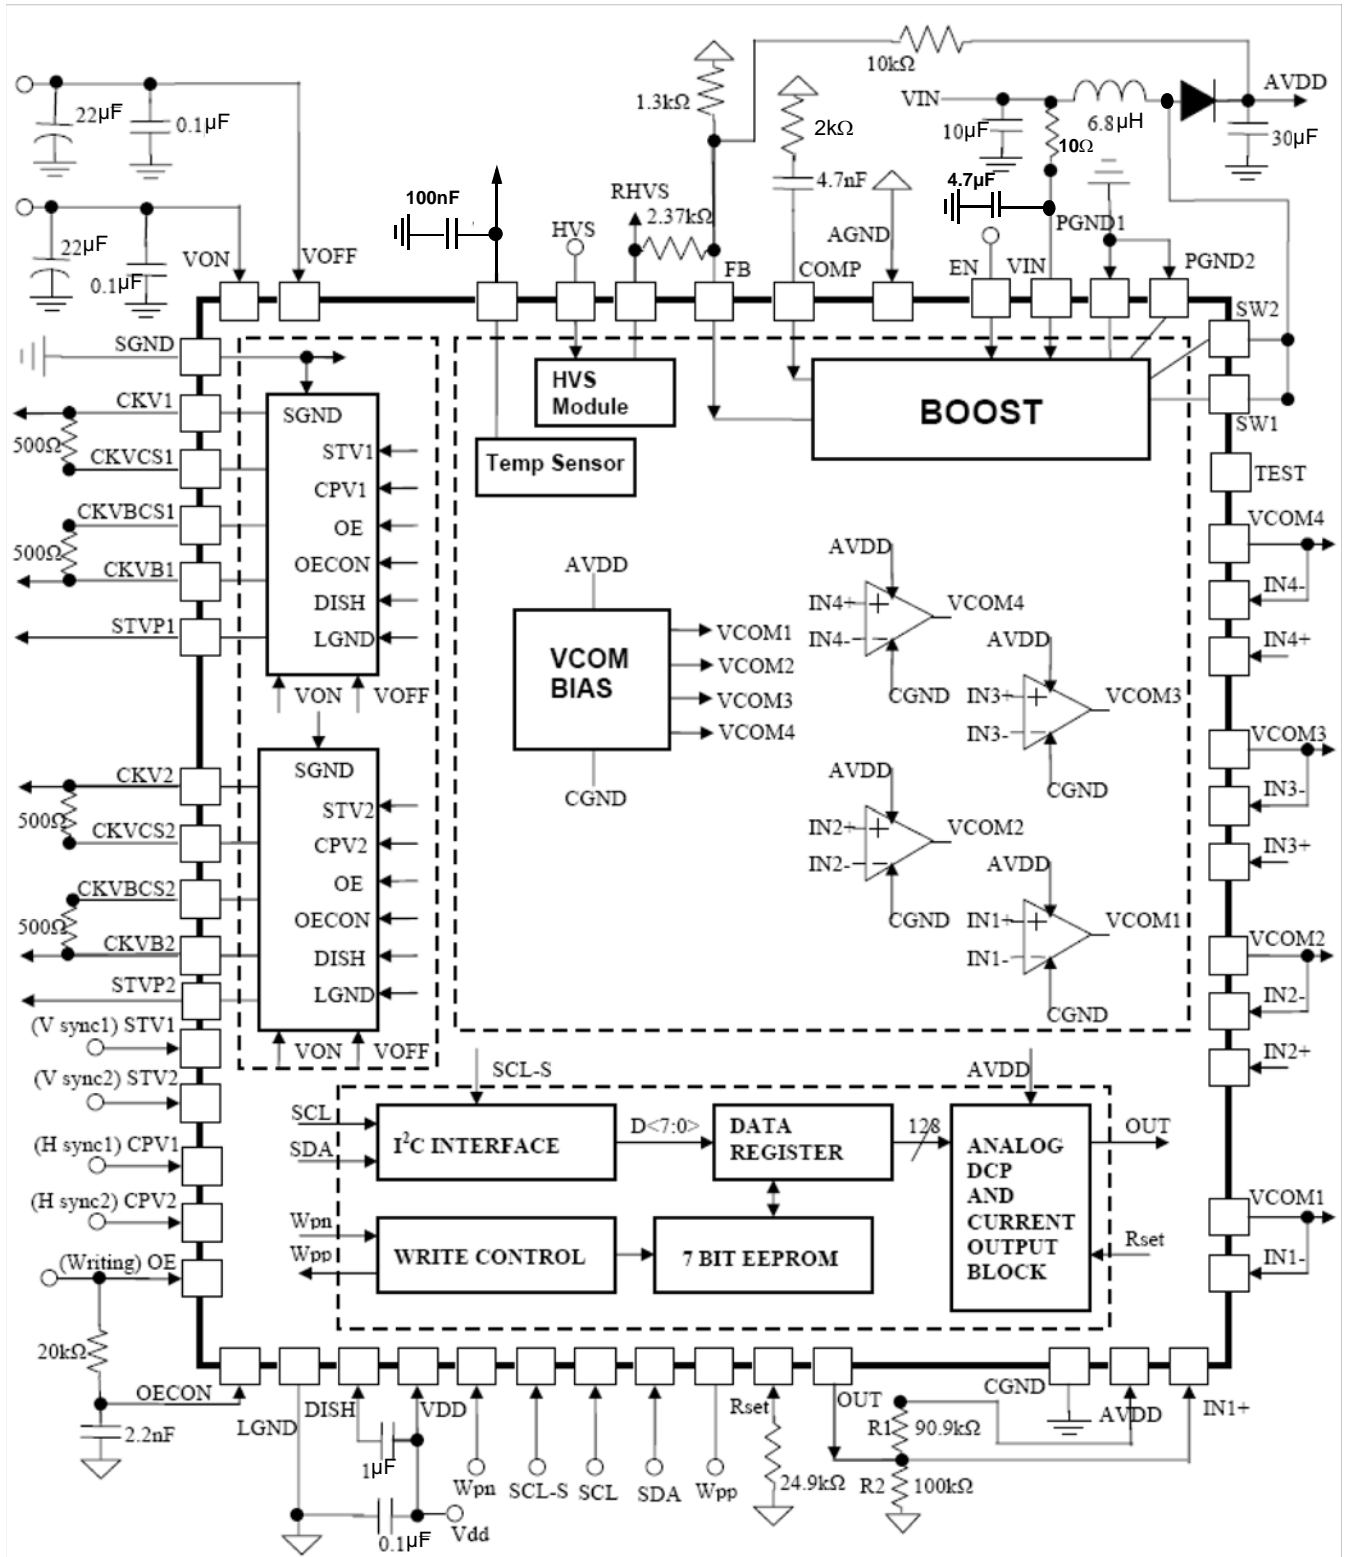 10kΩ
AVDD
VIN
1.3kΩ
22µF
0.1µF
2kΩ
10µF
6.8µH
10Ω
30µF
4.7nF
4.7µF
100nF
RHVS
2.37kΩ
HVS
AGND
PGND1
22µF
0.1µF
VON
VOFF
FB
COMP
EN
VIN
PGND2
SW2
SGND
HVS
Module
BOOST
SW1
CKV1
SGND
500Ω
CKVCS1
STV1
Temp Sensor
TEST
CPV1
CKVBCS1
OE
VCOM4
500Ω
CKVB1
OECON
AVDD
AVDD
IN4-
DISH
IN4+
VCOM4
STVP1
LGND
IN4-
IN4+
VCOM
BIAS
VCOM1
VCOM2
VCOM3
VCOM4
AVDD
CGND
IN3+
VCOM3
IN3-
VON
VOFF
VCOM3
CKV2
SGND
AVDD
CGND
CGND
IN3-
500Ω
CKVCS2
STV2
IN2+
VCOM2
CPV2
IN2-
AVDD
IN3+
CKVBCS2
OE
500Ω
CKVB2
OECON
CGND
IN1+
VCOM1
VCOM2
DISH
IN1-
STVP2
LGND
IN2-
CGND
(V sync1) STV1
VON
VOFF
IN2+
(V sync2) STV2
SCL-S
AVDD
SCL
I²C INTERFACE
D<7:0>
DATA
REGISTER
128
ANALOG
DCP
AND
CURRENT
OUTPUT
BLOCK
OUT
(H sync1) CPV1
SDA
(H sync2) CPV2
VCOM1
Wpn
Wpp
WRITE CONTROL
7 BIT EEPROM
Rset
(Writing) OE
IN1-
20kΩ
OECON
2.2nF
LGND
DISH
VDD
Rset
OUT
CGND
AVDD
IN1+
R1
90.9kΩ
1µF
Wpn
SCL-S
SCL
SDA
Wpp
24.9kΩ
R2
100kΩ
0.1µF
Vdd